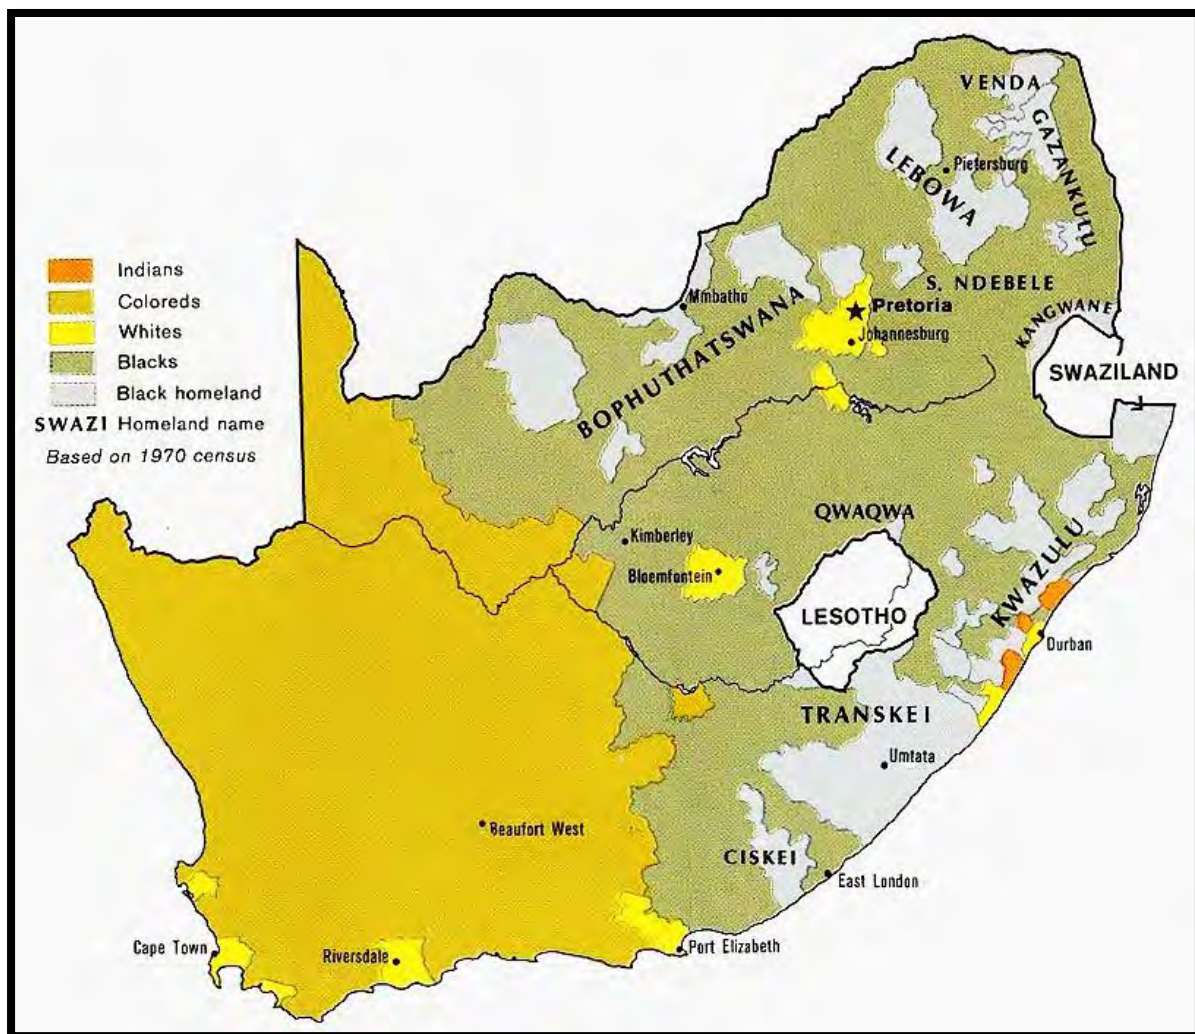 VENDA
GAZANKULU
LEBOWA
Pietersburg
Indians
Coloreds
Whites
Blacks
Black homeland
SWAZI Homeland name
Based on 1970 census
Mmbatho
S. NDEBELE
Pretoria
Johannesburg
KANGWANE
BOPHUTHATSWANA
SWAZILAND
QWAQWA
Kimberley
Bloemfontein
KWAZULU
LESOTHO
Durban
TRANSKEI
Umtata
Beaufort West
CISKEI
East London
Cape Town
Riversdale
Port Elizabeth